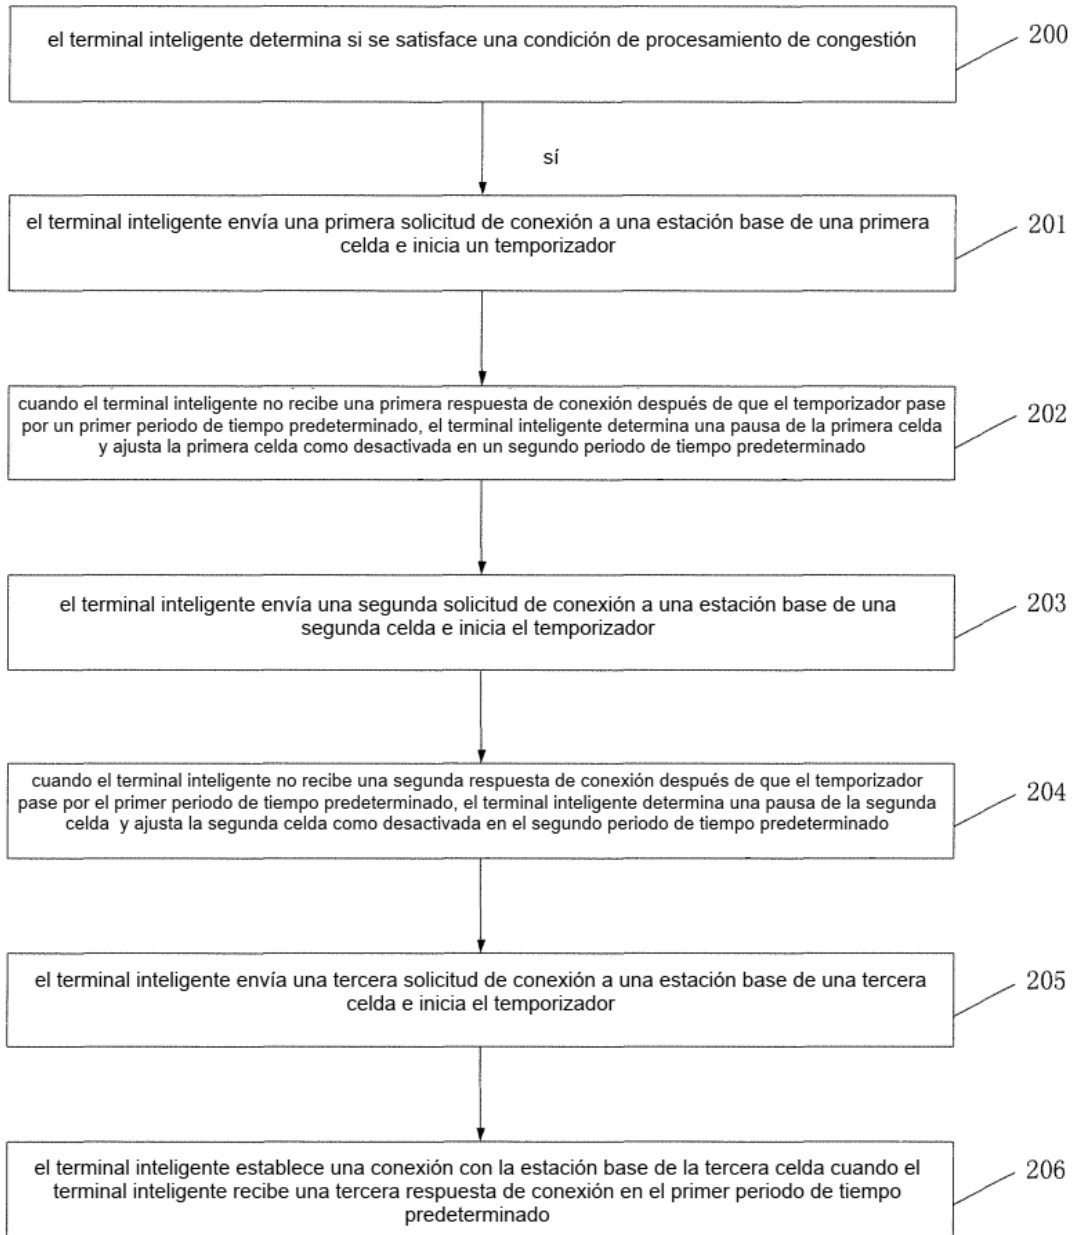 el terminal inteligente determina si se satisface una condición de procesamiento de congestión
200
sí
el terminal inteligente envía una primera solicitud de conexión a una estación base de una primera
celda e inicia un temporizador
201
cuando el terminal inteligente no recibe una primera respuesta de conexión después de que el temporizador pase
por un primer periodo de tiempo predeterminado, el terminal inteligente determina una pausa de la primera celda
y ajusta la primera celda como desactivada en un segundo periodo de tiempo predeterminado
202
el terminal inteligente envía una segunda solicitud de conexión a una estación base de una
segunda celda e inicia el temporizador
203
cuando el terminal inteligente no recibe una segunda respuesta de conexión después de que el temporizador
pase por el primer periodo de tiempo predeterminado, el terminal inteligente determina una pausa de la segunda
celda y ajusta la segunda celda como desactivada en el segundo periodo de tiempo predeterminado
204
el terminal inteligente envía una tercera solicitud de conexión a una estación base de una tercera
celda e inicia el temporizador
205
el terminal inteligente establece una conexión con la estación base de la tercera celda cuando el
terminal inteligente recibe una tercera respuesta de conexión en el primer periodo de tiempo
predeterminado
206